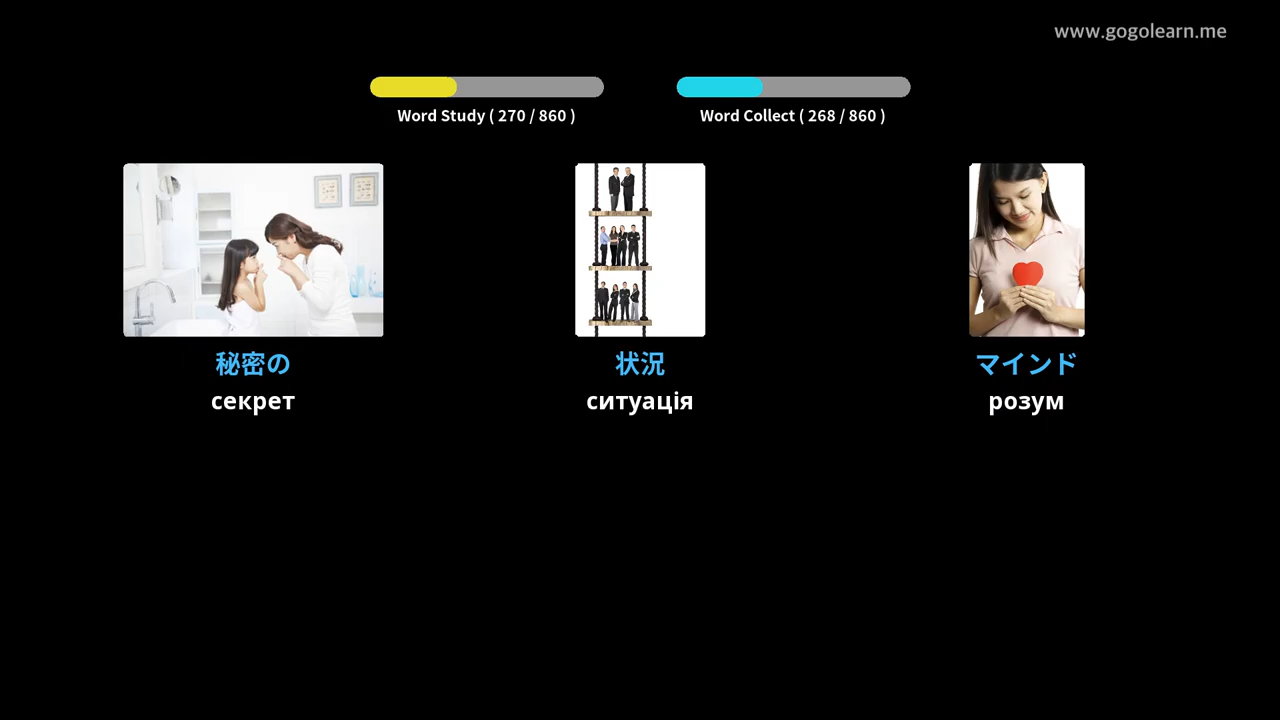 www.gogolearn.me
Word Study ( 270 / 860 )
Word Collect ( 268 / 860 )
秘密の
状況
マインド
секрет
ситуація
розум